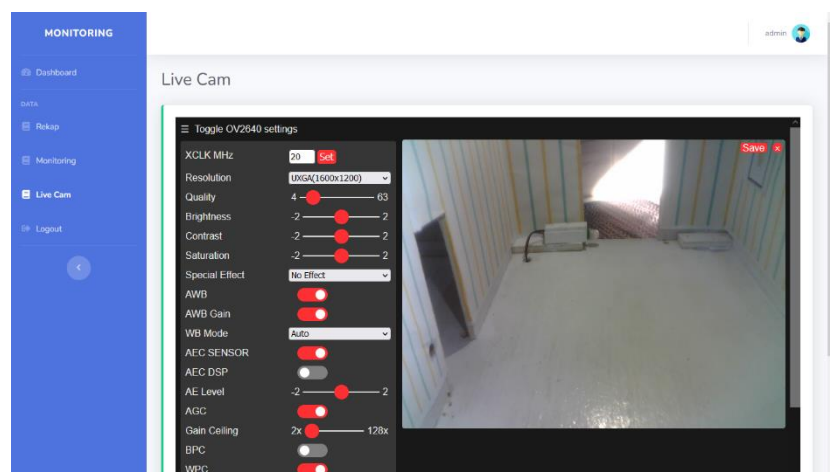 MONITORING
admin
Dashboard
Live Cam
DATA
Rekap
Monitoring
Live Cam
Logout
Toggle OV2640 settings
XCLK MHz 20 Set
Resolution UXGA(1600x1200)
Quality 4 63
Brightness -2 2
Contrast -2 2
Saturation -2 2
Special Effect No Effect
AWB
AWB Gain
WB Mode Auto
AEC SENSOR
AEC DSP
AE Level -2 2
AGC
Gain Ceiling 2x 128x
BPC
WPC
Save x